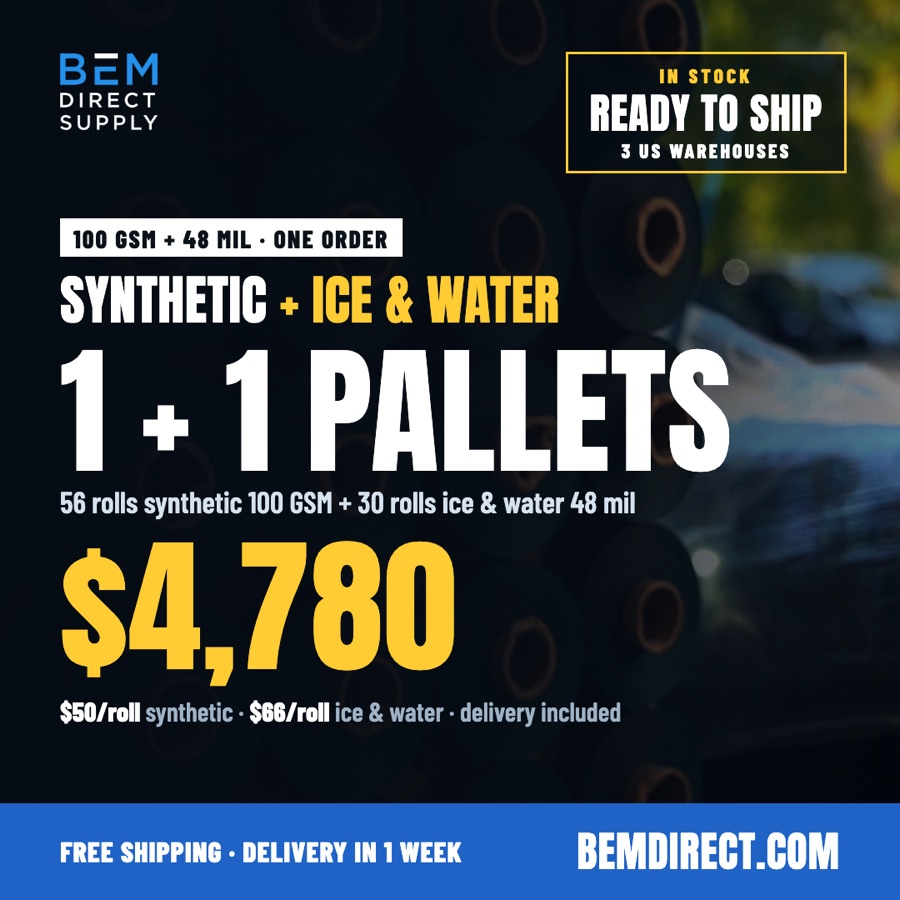 BEM
DIRECT
SUPPLY
IN STOCK
READY TO SHIP
3 US WAREHOUSES
100 GSM + 48 MIL · ONE ORDER
SYNTHETIC + ICE & WATER
1 + 1 PALLETS
56 rolls synthetic 100 GSM + 30 rolls ice & water 48 mil
$4,780
$50/roll synthetic · $66/roll ice & water · delivery included
FREE SHIPPING · DELIVERY IN 1 WEEK
BEMDIRECT.COM